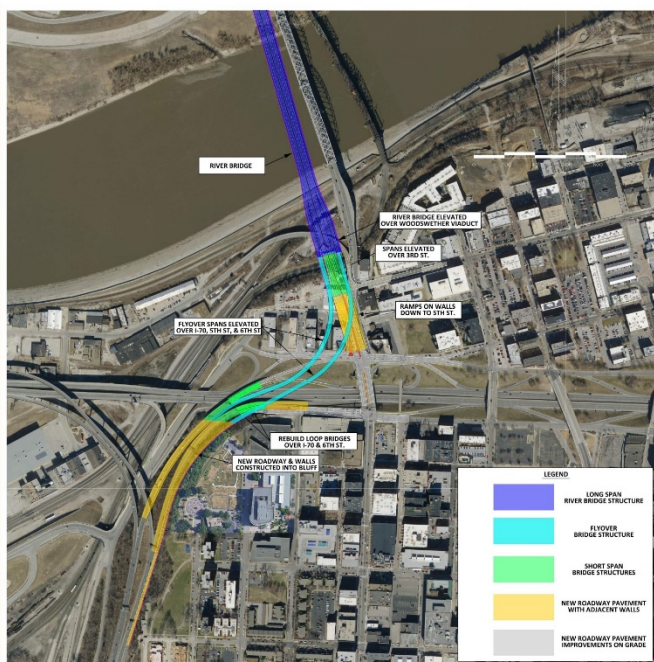 RIVER BRIDGE
RIVER BRIDGE ELEVATED
OVER WOODSWETHER VIADUCT
SPANS ELEVATED
OVER 3RD ST.
RAMPS ON WALLS
DOWN TO 5TH ST.
FLYOVER SPANS ELEVATED
OVER I-70, 5TH ST, & 6TH ST
REBUILD LOOP BRIDGES
OVER I-70 & 6TH ST.
NEW ROADWAY & WALLS
CONSTRUCTED INTO BLUFF
LEGEND
LONG SPAN
RIVER BRIDGE STRUCTURE
FLYOVER
BRIDGE STRUCTURE
SHORT SPAN
BRIDGE STRUCTURES
NEW ROADWAY PAVEMENT
WITH ADJACENT WALLS
NEW ROADWAY PAVEMENT
IMPROVEMENTS ON GRADE